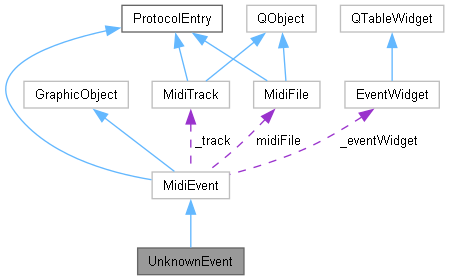 ProtocolEntry
QObject
QTableWidget
GraphicObject
MidiTrack
MidiFile
EventWidget
_track
midiFile
_eventWidget
MidiEvent
UnknownEvent